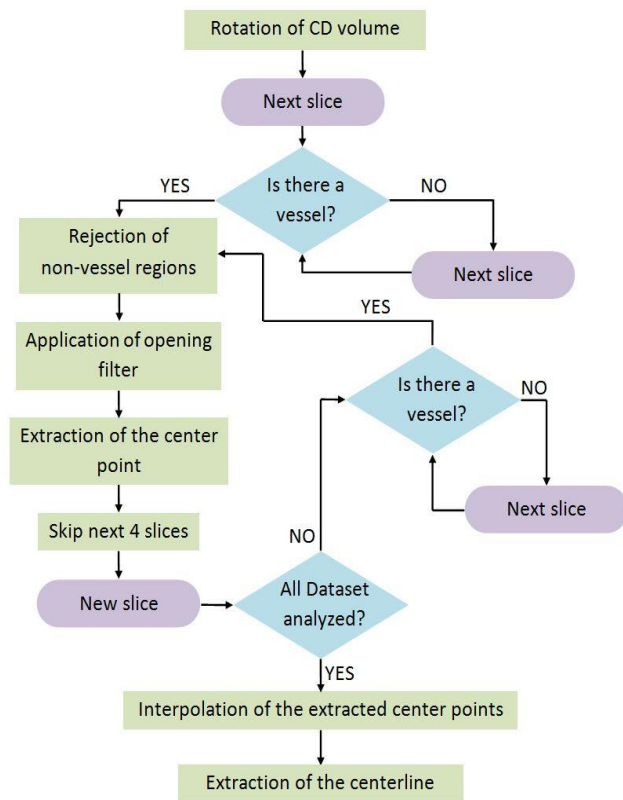 Rotation of CD volume
Next slice
YES
Is there a
vessel?
NO
Rejection of
non-vessel regions
Next slice
YES
Application of opening
filter
Is there a
vessel?
NO
Extraction of the center
point
Next slice
Skip next 4 slices
NO
New slice
All Dataset
analyzed?
YES
Interpolation of the extracted center points
Extraction of the centerline